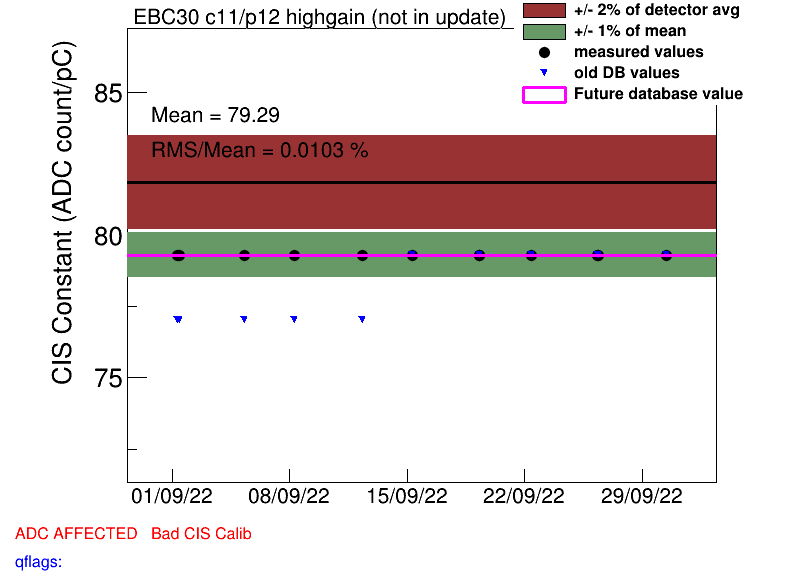 EBC30 c11/p12 highgain (not in update)
+/- 2% of detector avg
+/- 1% of mean
measured values
old DB values
Future database value
CIS Constant (ADC count/pC)
85
80
75
Mean = 79.29
RMS/Mean = 0.0103 %
01/09/22 08/09/22 15/09/22 22/09/22 29/09/22
ADC AFFECTED Bad CIS Calib
qflags: